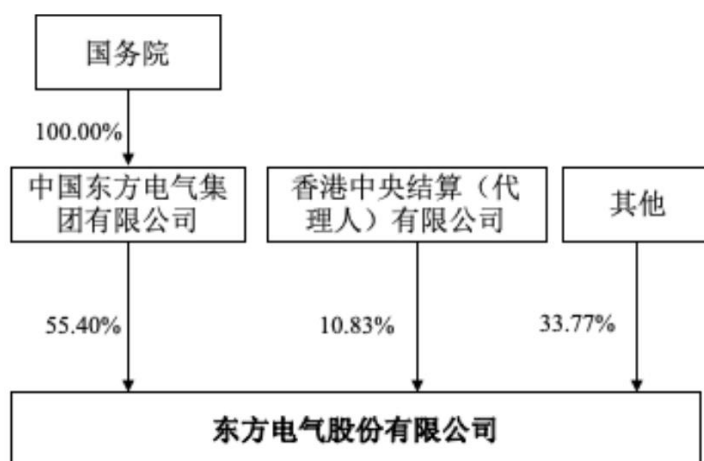 国务院
100.00%
中国东方电气集
团有限公司
香港中央结算（代
理人）有限公司
其他
55.40%
10.83%
33.77%
东方电气股份有限公司